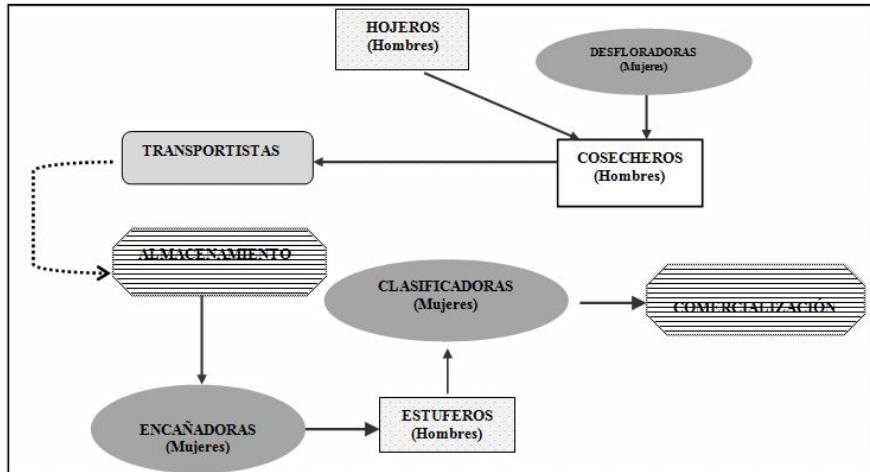 HOJEROS
(Hombres)
DESFLORADORAS
(Mujeres)
TRANSPORTISTAS
COSECHEROS
(Hombres)
ALMACENAMIENTO
CLASIFICADORAS
(Mujeres)
COMERCIALIZACIÓN
ENCAÑADORAS
(Mujeres)
ESTUFEROS
(Hombres)